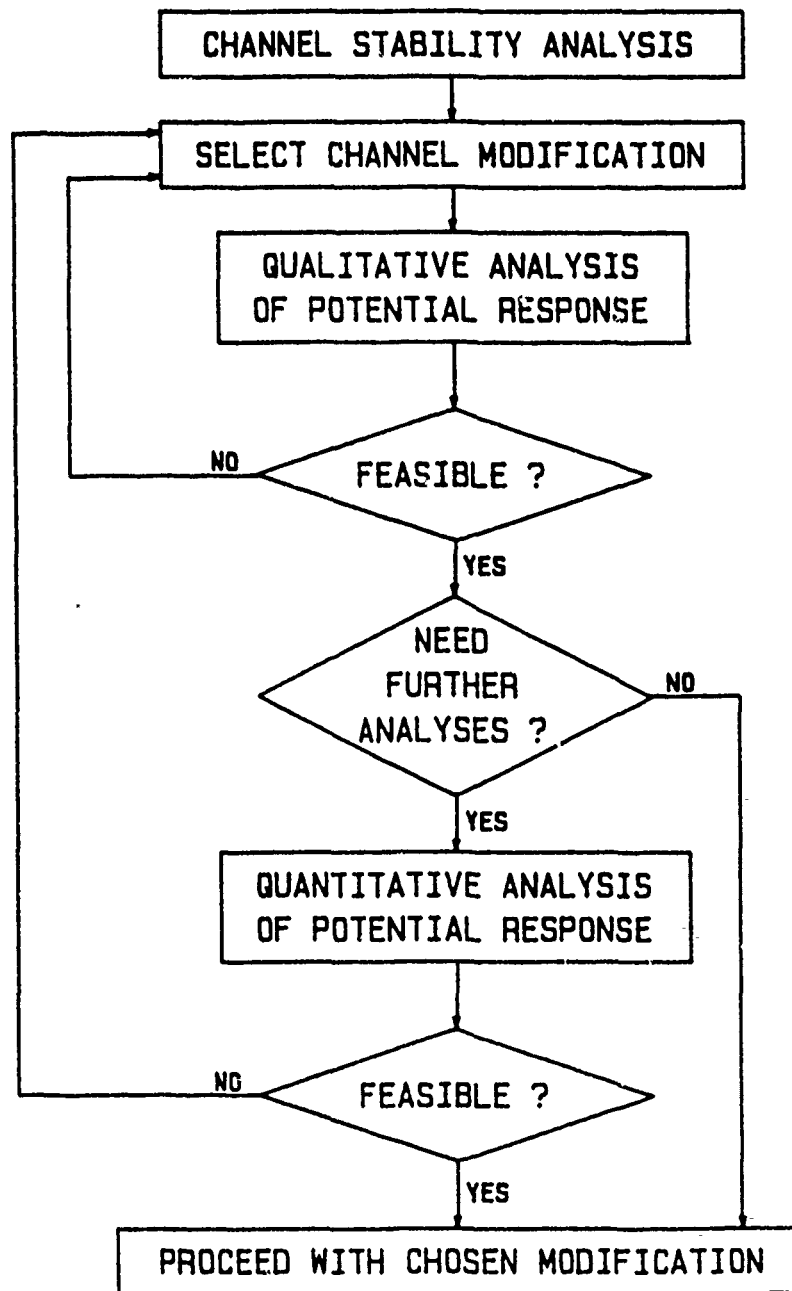 CHANNEL STABILITY ANALYSIS
SELECT CHANNEL MODIFICATION
QUALITATIVE ANALYSIS
OF POTENTIAL RESPONSE
NO
FEASIBLE ?
YES
NEED
FURTHER
ANALYSES ?
NO
YES
QUANTITATIVE ANALYSIS
OF POTENTIAL RESPONSE
NO
FEASIBLE ?
YES
PROCEED WITH CHOSEN MODIFICATION